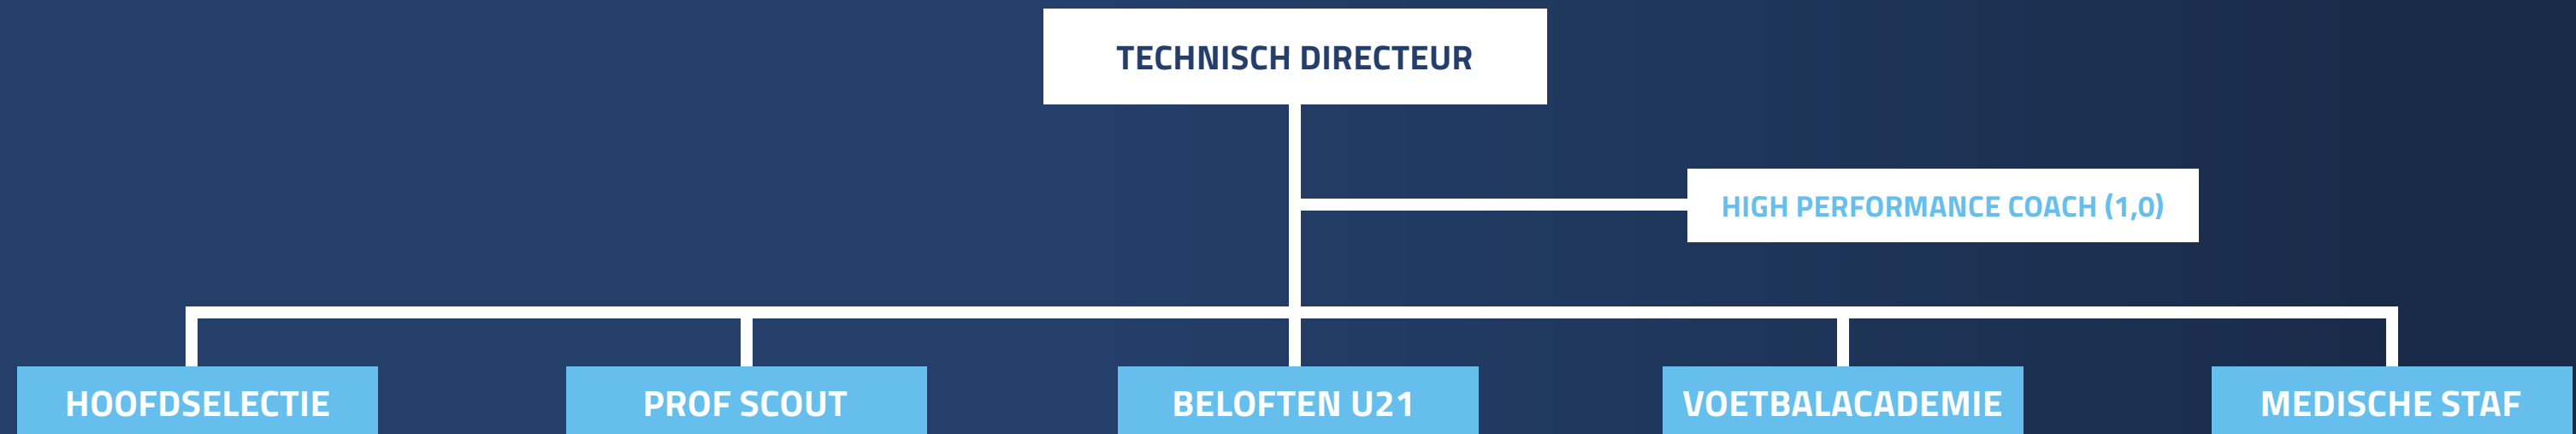 TECHNISCH DIRECTEUR
HIGH PERFORMANCE COACH (1,0)
HOOFDSELECTIE
PROF SCOUT
BELOFTEN U21
VOETBALACADEMIE
MEDISCHE STAF